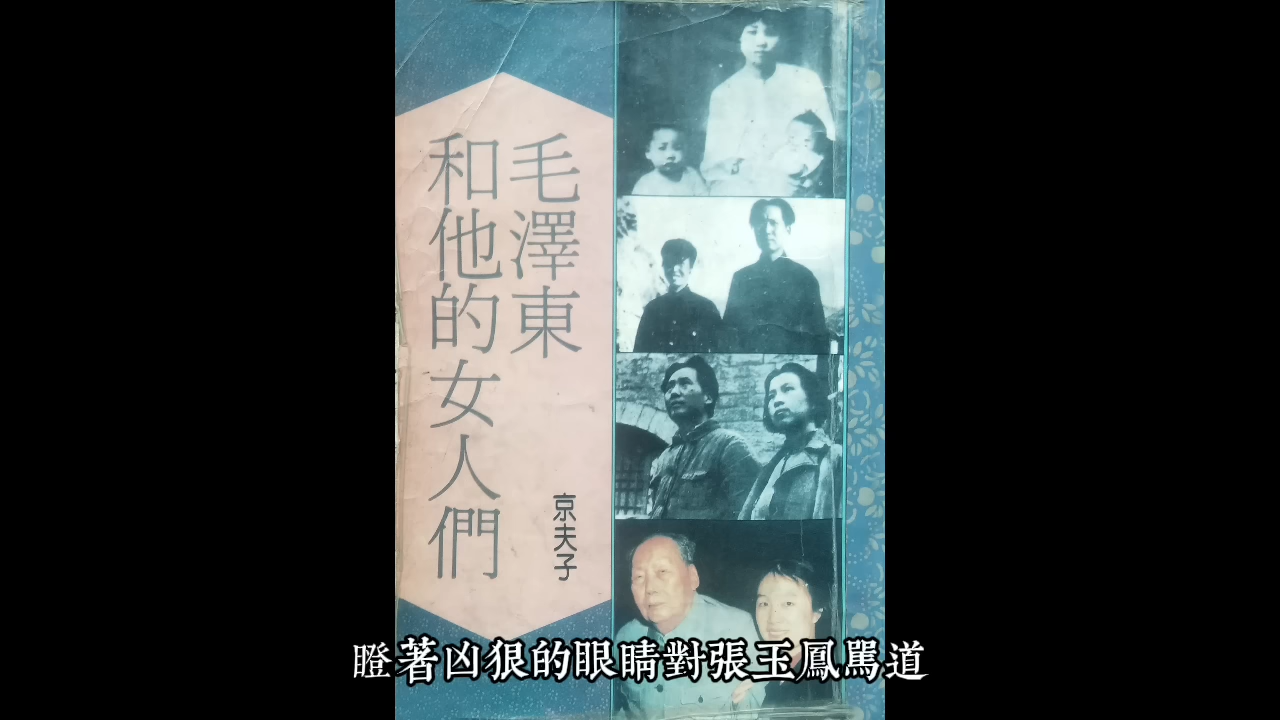 毛澤東
和他的女人們
京夫子
瞪著凶狠的眼睛對張玉鳳罵道